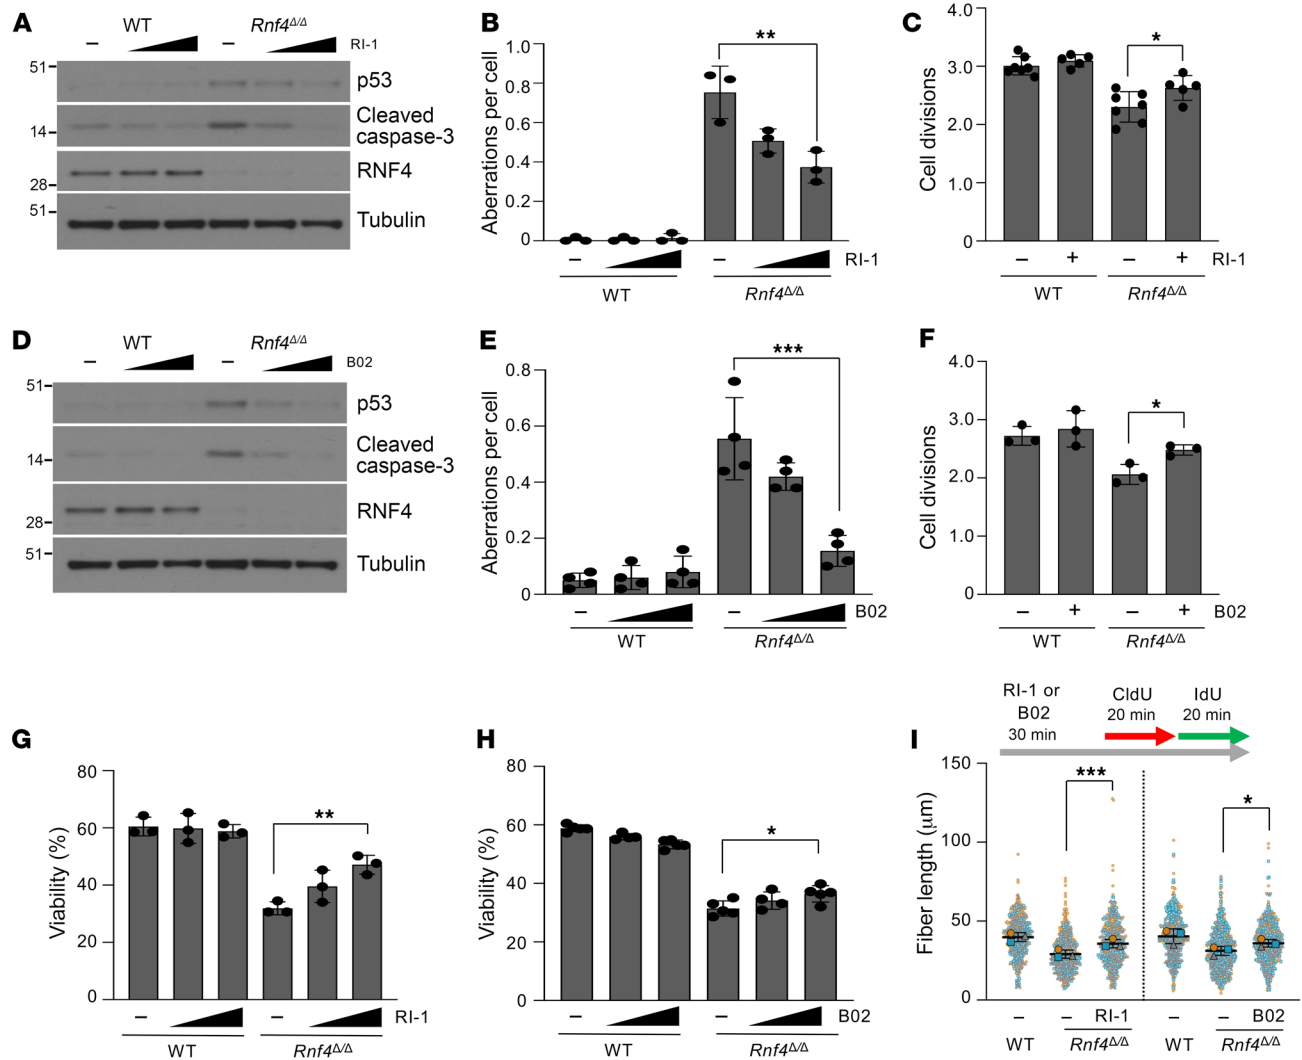 A
WT
Rnf4Δ/Δ
–
–
RI-1
51
p53
14
Cleaved
caspase-3
28
RNF4
51
Tubulin
B
**
Aberrations per cell
1.0
0.8
0.6
0.4
0.2
0
–
–
RI-1
WT
Rnf4Δ/Δ
C
*
Cell divisions
4.0
3.0
2.0
1.0
0
–
+
–
+
RI-1
WT
Rnf4Δ/Δ
D
WT
Rnf4Δ/Δ
–
–
B02
51
p53
14
Cleaved
caspase-3
28
RNF4
51
Tubulin
E
***
Aberrations per cell
0.8
0.6
0.4
0.2
0
–
–
B02
WT
Rnf4Δ/Δ
F
*
Cell divisions
4.0
3.0
2.0
1.0
0
–
+
–
+
B02
WT
Rnf4Δ/Δ
G
**
Viability (%)
80
60
40
20
0
–
–
RI-1
WT
Rnf4Δ/Δ
H
*
Viability (%)
80
60
40
20
0
–
–
B02
WT
Rnf4Δ/Δ
I
RI-1 or
B02
30 min
CldU
20 min
IdU
20 min
***
*
Fiber length (μm)
150
100
50
0
–
–
RI-1
–
–
B02
WT
Rnf4Δ/Δ
WT
Rnf4Δ/Δ